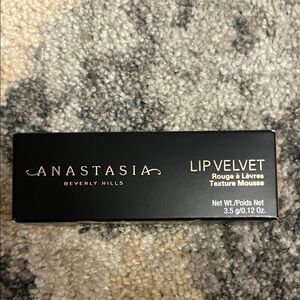 ANASTASIA
BEVERLY HILLS
LIP VELVET
Rouge à Lèvres
Texture Mousse
Net Wt./Poids Net
3.5 g/0.12 Oz.